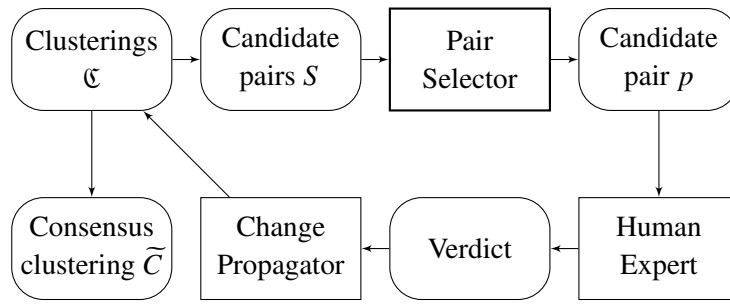 Clusterings
ℭ
Candidate
pairs S
Pair
Selector
Candidate
pair p
Consensus
clustering C̃
Change
Propagator
Verdict
Human
Expert